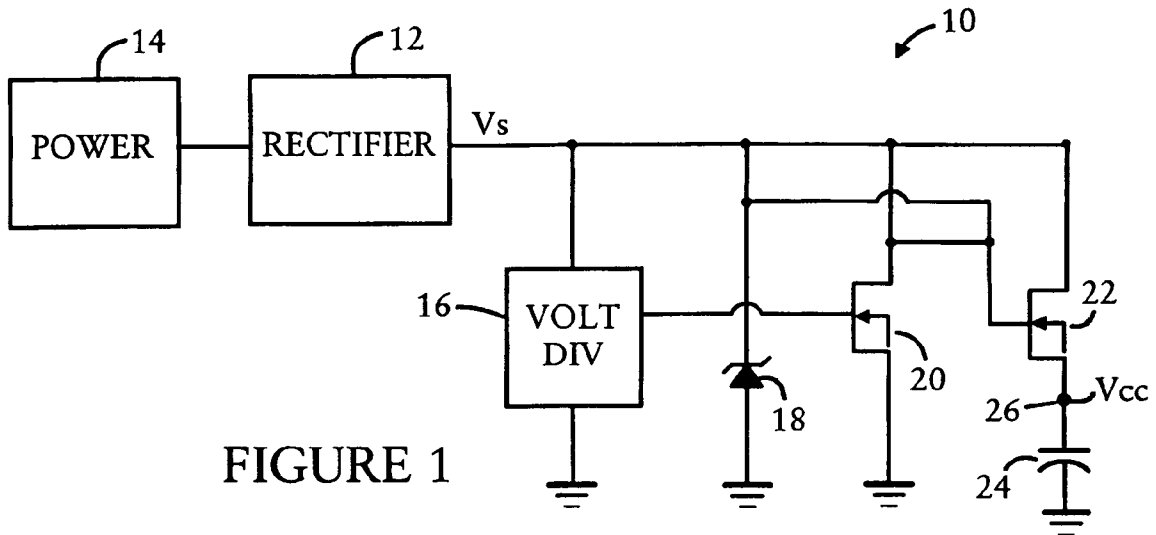 10
14
12
POWER
RECTIFIER
Vs
16
VOLT
DIV
18
20
22
26
Vcc
24
FIGURE 1